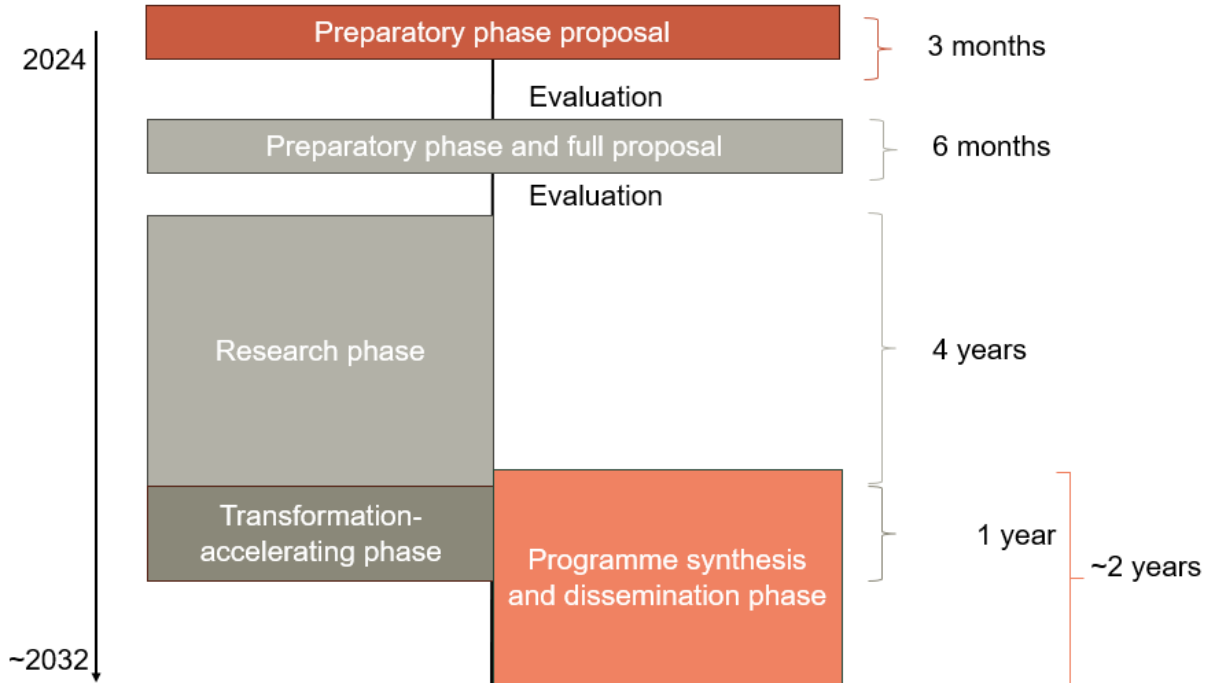 Preparatory phase proposal
3 months
2024
Evaluation
Preparatory phase and full proposal
6 months
Evaluation
Research phase
4 years
Transformation-
accelerating phase
1 year
Programme synthesis
and dissemination phase
~2 years
~2032